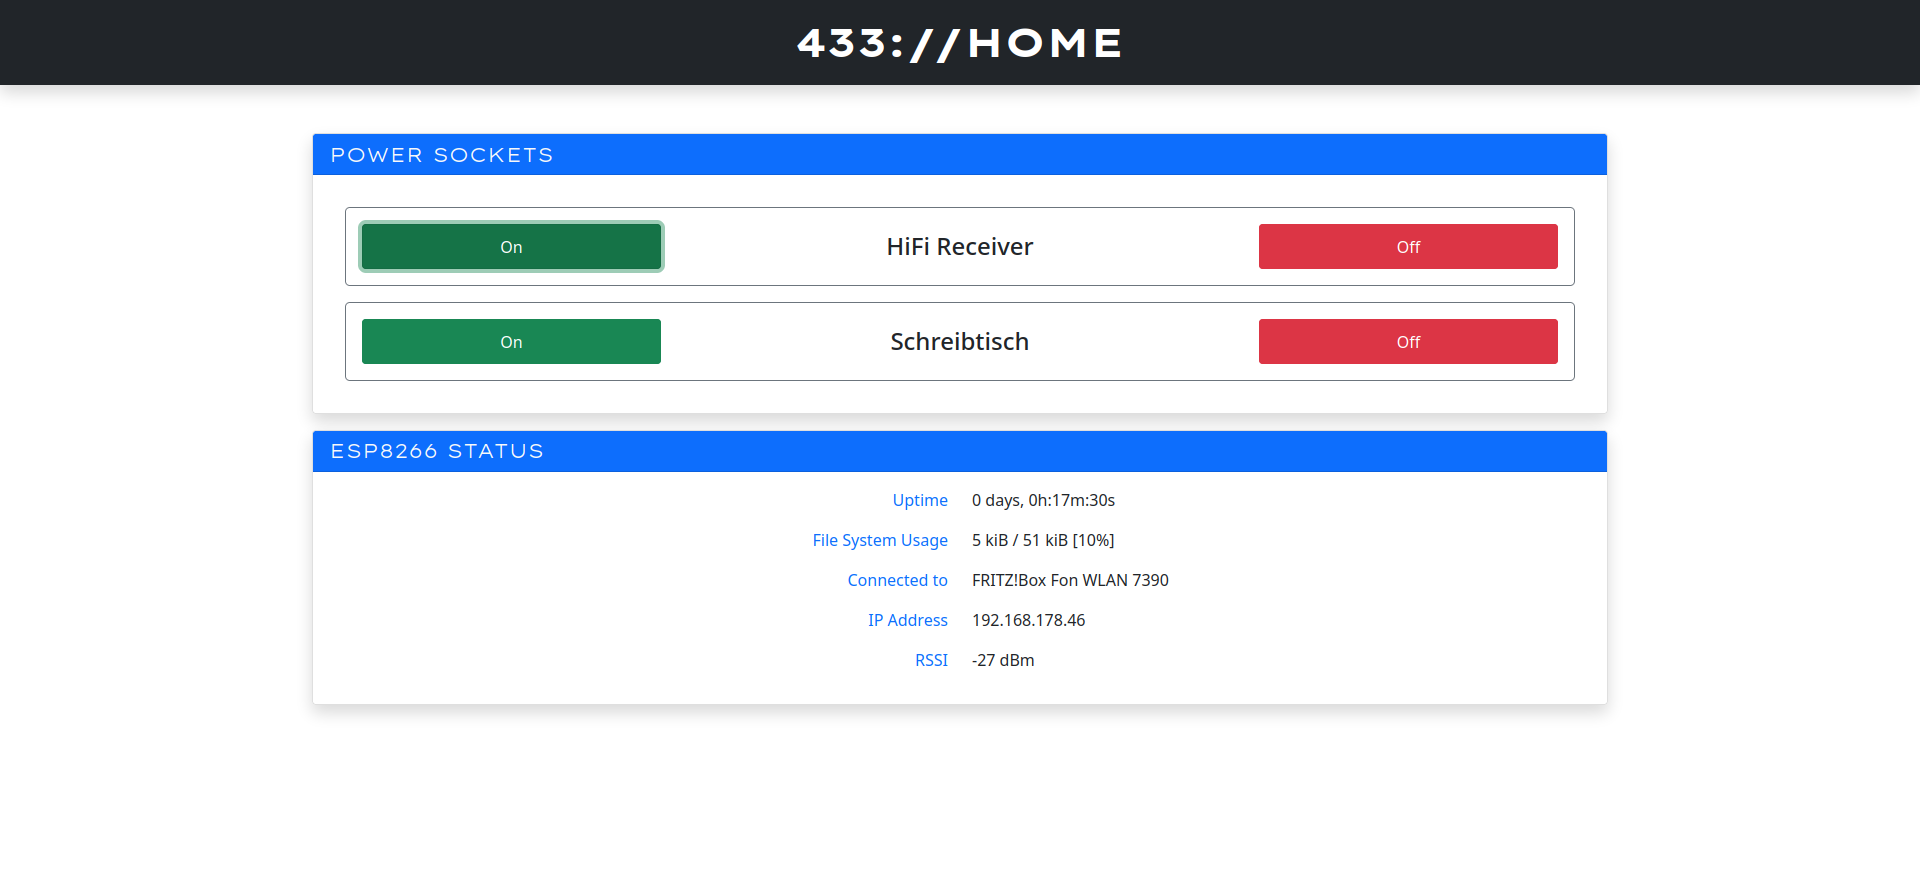 433://HOME
POWER SOCKETS
On HiFi Receiver Off
On Schreibtisch Off
ESP8266 STATUS
Uptime 0 days, 0h:17m:30s
File System Usage 5 kiB / 51 kiB [10%]
Connected to FRITZ!Box Fon WLAN 7390
IP Address 192.168.178.46
RSSI -27 dBm